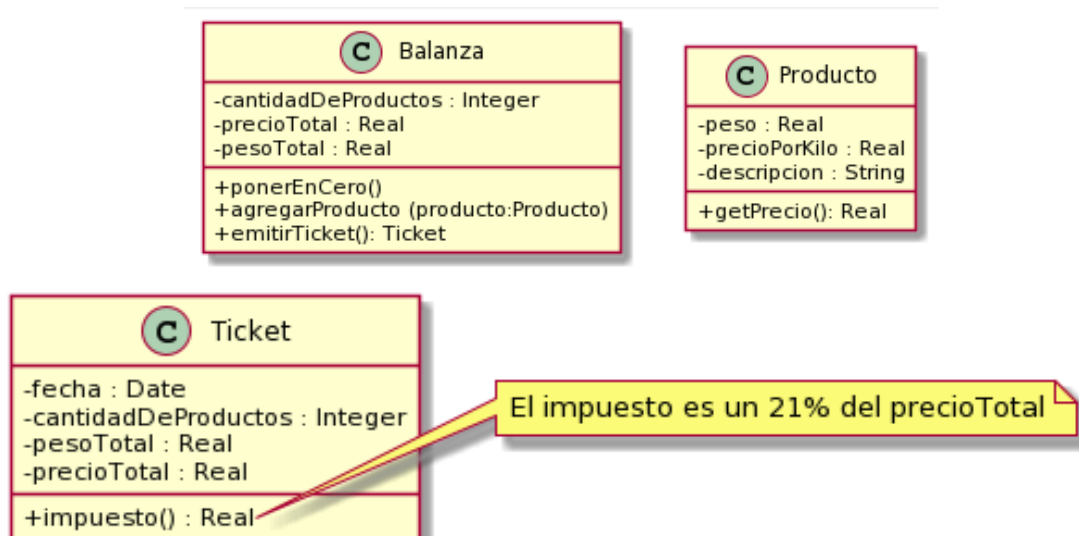 C Balanza
-cantidadDeProductos : Integer
-precioTotal : Real
-pesoTotal : Real
+ponerEnCero()
+agregarProducto (producto:Producto)
+emitirTicket(): Ticket
C Producto
-peso : Real
-precioPorKilo : Real
-descripcion : String
+getPrecio(): Real
C Ticket
-fecha : Date
-cantidadDeProductos : Integer
-pesoTotal : Real
-precioTotal : Real
+impuesto() : Real
El impuesto es un 21% del precioTotal